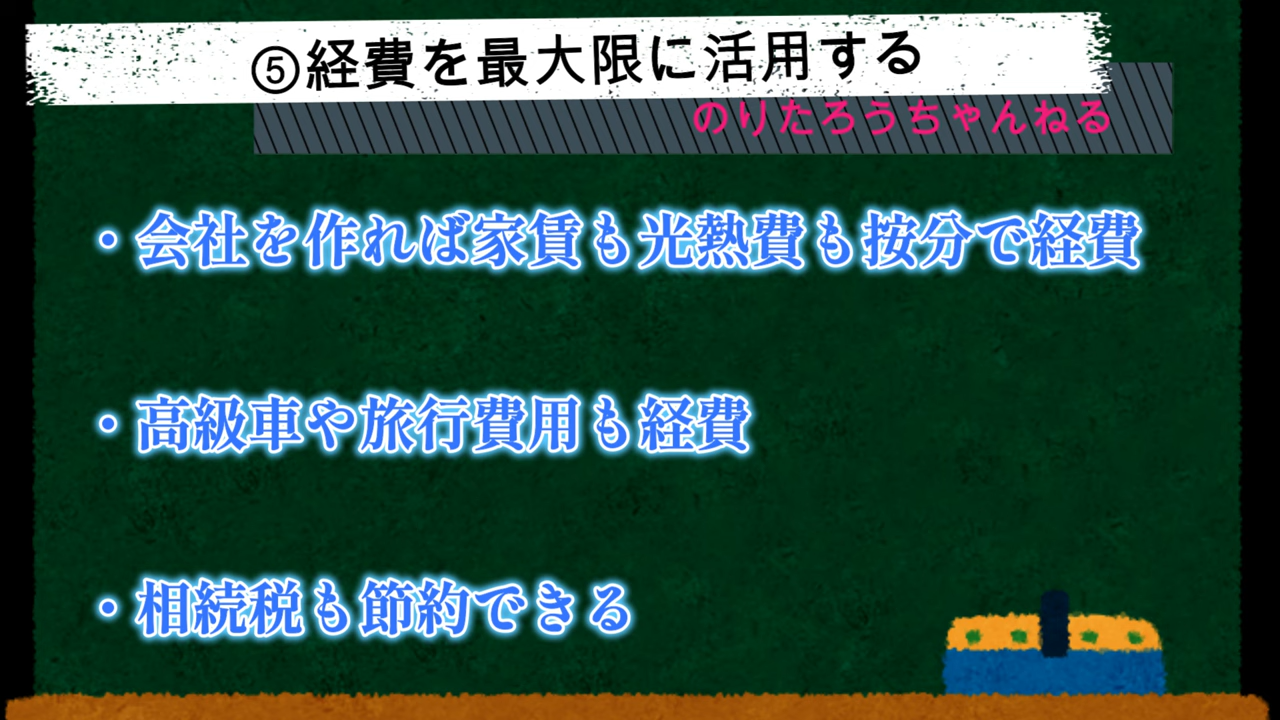 ⑤経費を最大限に活用する
のりたろうちゃんねる
・会社を作れば家賃も光熱費も按分で経費
・高級車や旅行費用も経費
・相続税も節約できる